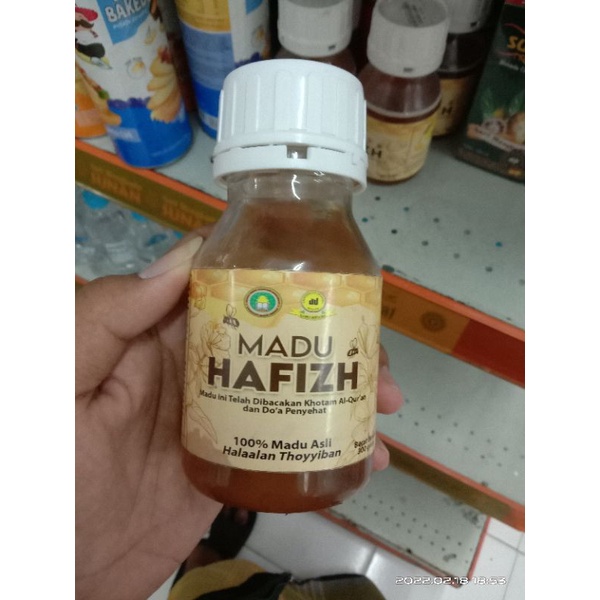 BAKED
MADU
HAFIZH
Madu ini Telah Dibacakan Khotam Al-Qur'an
dan Do'a Penyehat
100% Madu Asli
Halaalan Thoyyiban
2022.02.18 18:53